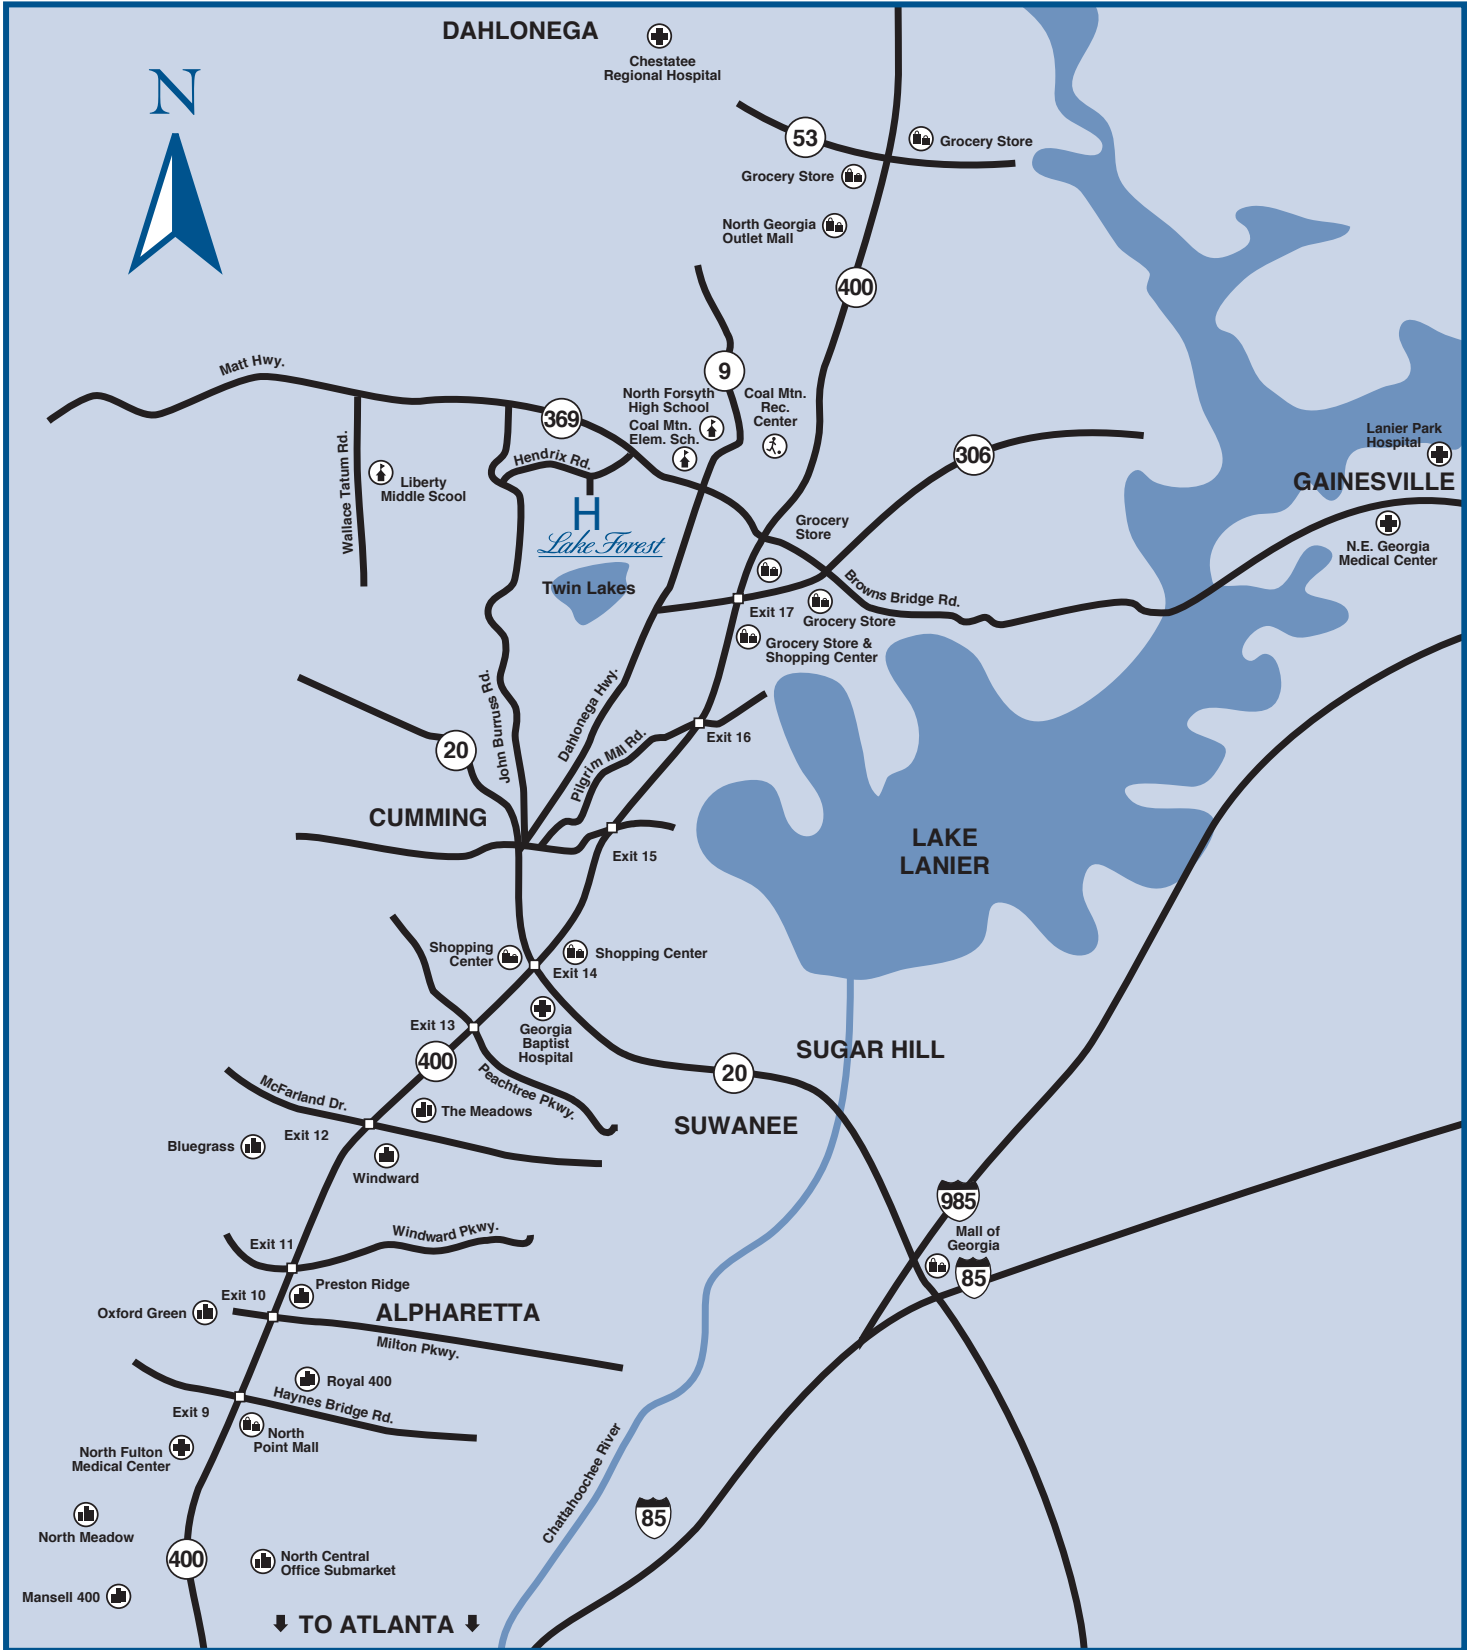 DAHLONEGA
Chestatee
Regional Hospital
N
53
Grocery Store
Grocery Store
North Georgia
Outlet Mall
400
Matt Hwy.
9
North Forsyth
High School
Coal Mtn.
Rec.
Center
369
Coal Mtn.
Elem. Sch.
Lanier Park
Hospital
306
Hendrix Rd.
Wallace Tatum Rd.
Liberty
Middle Scool
GAINESVILLE
H
Lake Forest
Grocery
Store
N.E. Georgia
Medical Center
Twin Lakes
Browns Bridge Rd.
Exit 17
Grocery Store
Grocery Store &
Shopping Center
John Burruss Rd.
Dahlonega Hwy.
Pilgrim Mill Rd.
Exit 16
20
CUMMING
LAKE
LANIER
Exit 15
Shopping
Center
Shopping Center
Exit 14
Exit 13
Georgia
Baptist
Hospital
SUGAR HILL
400
20
Peachtree Pkwy.
McFarland Dr.
The Meadows
SUWANEE
Exit 12
Bluegrass
Windward
985
Windward Pkwy.
Mall of
Georgia
Exit 11
85
Preston Ridge
Exit 10
Oxford Green
ALPHARETTA
Milton Pkwy.
Royal 400
Haynes Bridge Rd.
Exit 9
North
Point Mall
North Fulton
Medical Center
Chattahoochee River
85
North Meadow
400
North Central
Office Submarket
Mansell 400
TO ATLANTA